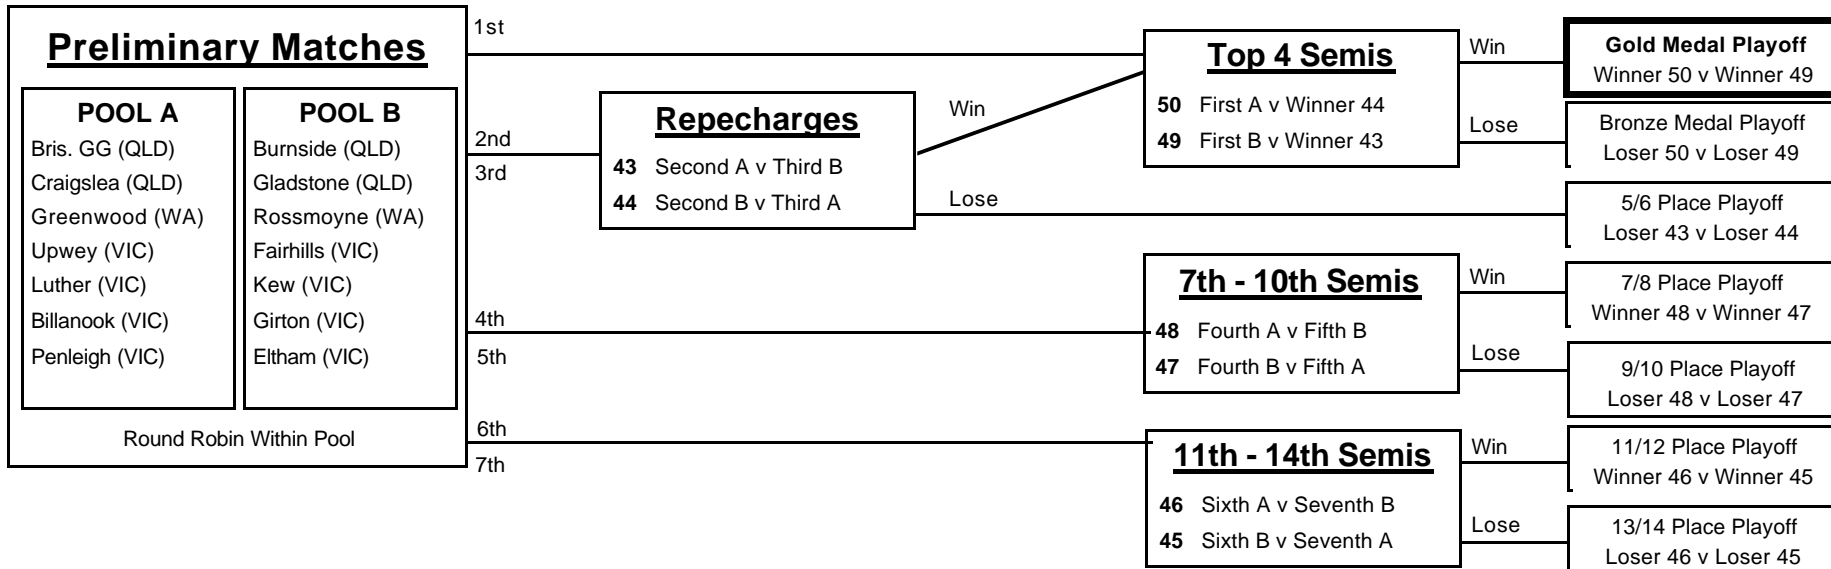 Preliminary Matches
POOL A
Bris. GG (QLD)
Craigslea (QLD)
Greenwood (WA)
Upwey (VIC)
Luther (VIC)
Billanook (VIC)
Penleigh (VIC)
POOL B
Burnside (QLD)
Gladstone (QLD)
Rossmoyne (WA)
Fairhills (VIC)
Kew (VIC)
Girton (VIC)
Eltham (VIC)
Round Robin Within Pool
1st
2nd
3rd
4th
5th
6th
7th
Repecharges
43 Second A v Third B
44 Second B v Third A
Win
Lose
Top 4 Semis
50 First A v Winner 44
49 First B v Winner 43
Win
Lose
7th - 10th Semis
48 Fourth A v Fifth B
47 Fourth B v Fifth A
Win
Lose
11th - 14th Semis
46 Sixth A v Seventh B
45 Sixth B v Seventh A
Win
Lose
Gold Medal Playoff
Winner 50 v Winner 49
Bronze Medal Playoff
Loser 50 v Loser 49
5/6 Place Playoff
Loser 43 v Loser 44
7/8 Place Playoff
Winner 48 v Winner 47
9/10 Place Playoff
Loser 48 v Loser 47
11/12 Place Playoff
Winner 46 v Winner 45
13/14 Place Playoff
Loser 46 v Loser 45